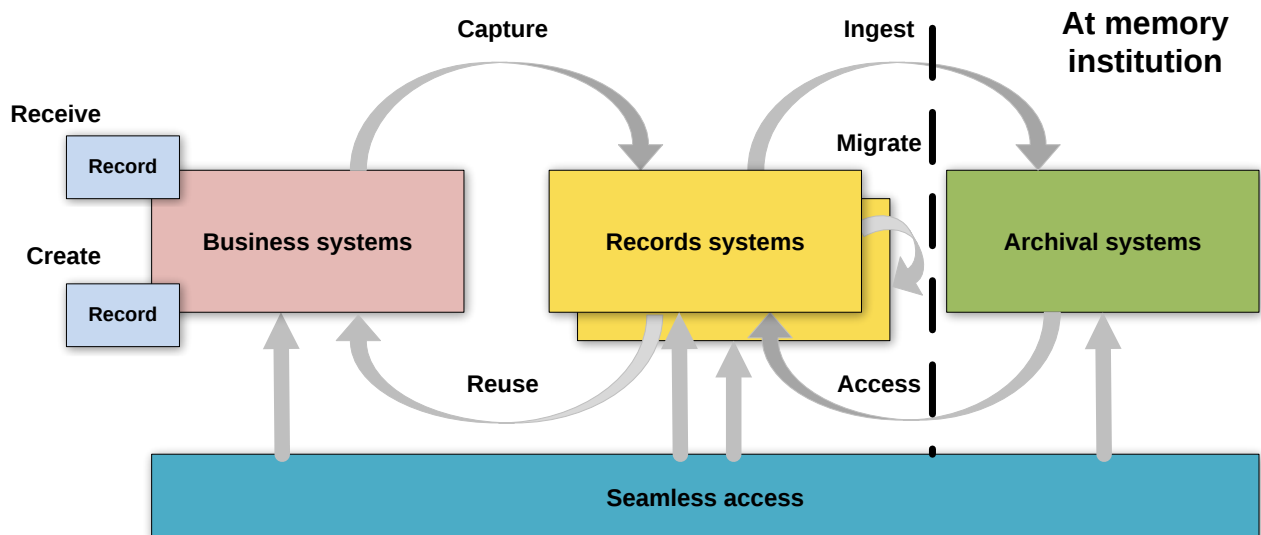 Capture
Ingest
At memory
institution
Receive
Record
Migrate
Business systems
Records systems
Archival systems
Create
Record
Reuse
Access
Seamless access